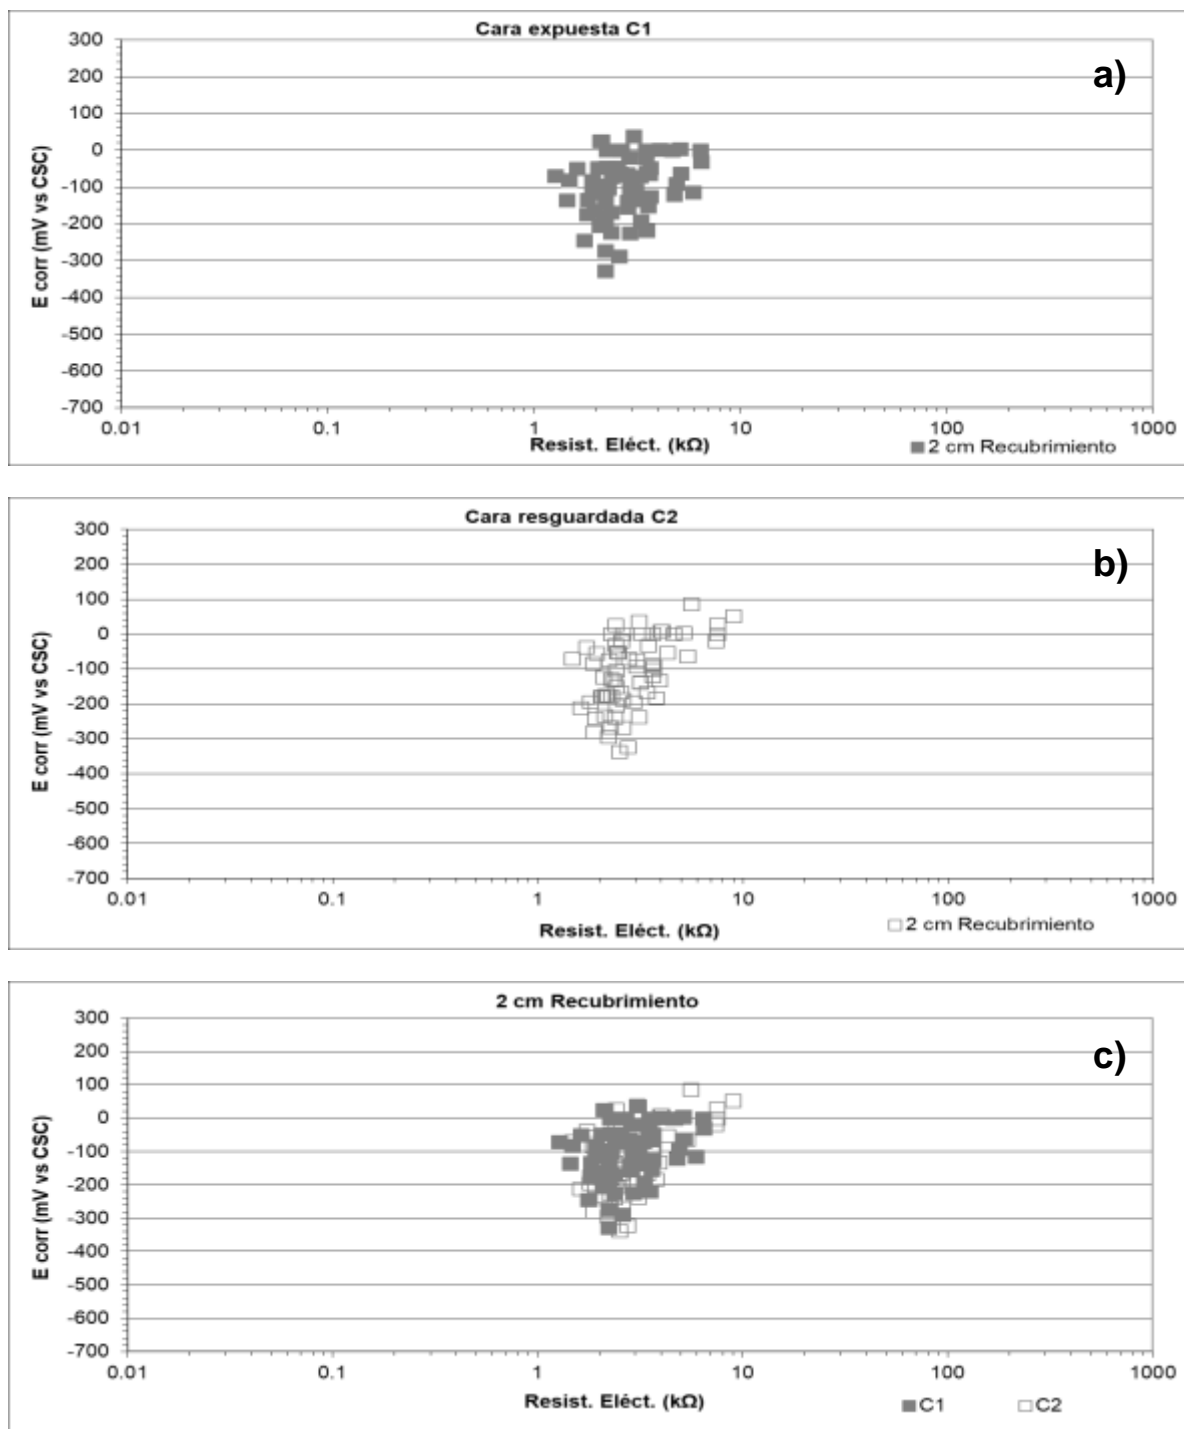 Cara expuesta C1
a)
300
200
100
0
-100
-200
-300
-400
-500
-600
-700
E corr (mV vs CSC)
0.01 0.1 1 10 100 1000
Resist. Eléct. (kΩ)
2 cm Recubrimiento
Cara resguardada C2
b)
300
200
100
0
-100
-200
-300
-400
-500
-600
-700
E corr (mV vs CSC)
0.01 0.1 1 10 100 1000
Resist. Eléct. (kΩ)
2 cm Recubrimiento
2 cm Recubrimiento
c)
300
200
100
0
-100
-200
-300
-400
-500
-600
-700
E corr (mV vs CSC)
0.01 0.1 1 10 100 1000
Resist. Eléct. (kΩ)
C1 C2